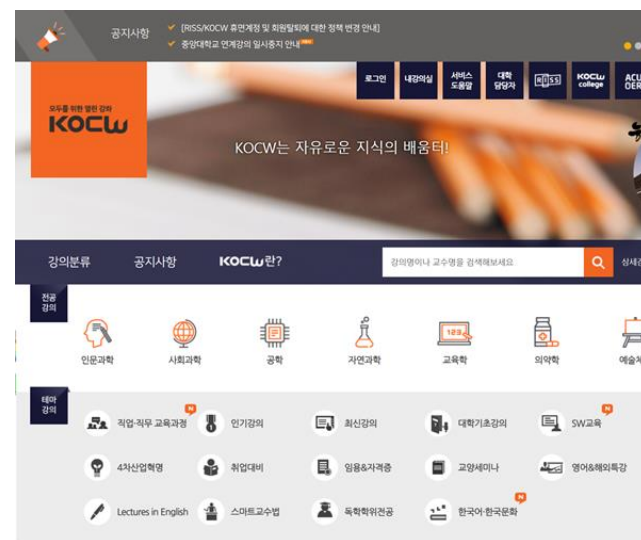 공지사항
[RISS/KOCW 휴면계정 및 회원탈퇴에 대한 정책 변경 안내]
중앙대학교 연계강의 일시중지 안내
로그인
내강의실
서비스
도움말
대학
담당자
RISS
KOCW
college
ACU
OER
모두를 위한 열린 강좌
KOCW
KOCW는 자유로운 지식의 배움터!
강의분류
공지사항
KOCW란?
강의명이나 교수명을 검색해보세요
상세검
전공
강의
인문과학
사회과학
공학
자연과학
교육학
의약학
예술체
테마
강의
직업·직무 교육과정
N
인기강의
최신강의
대학기초강의
SW교육
N
4차산업혁명
취업대비
임용&자격증
교양세미나
영어&해외특강
Lectures in English
스마트교수법
독학학위전공
한국어·한국문화
N